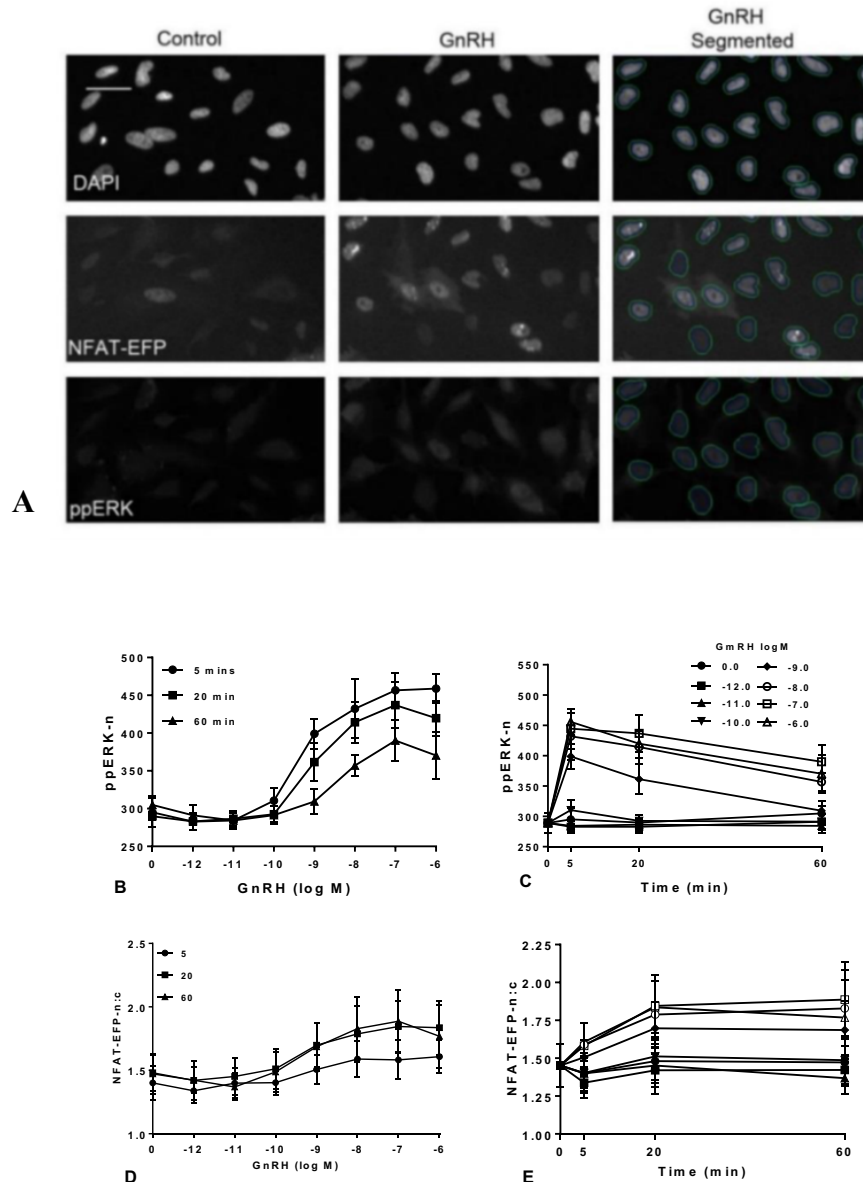 Control
GnRH
GnRH
Segmented
DAPI
NFAT-EFP
ppERK
A
ppERK-n
500
450
400
350
300
250
5 mins
20 min
60 min
0 -12 -11 -10 -9 -8 -7 -6
GnRH (log M)
B
ppERK-n
550
500
450
400
350
300
250
GmRH logM
0.0 -9.0
-12.0 -8.0
-11.0 -7.0
-10.0 -6.0
0 5 20 60
Time (min)
C
NFAT-EFP-n:c
2.5
2.0
1.5
1.0
5
20
60
0 -12 -11 -10 -9 -8 -7 -6
GnRH (log M)
D
NFAT-EFP-n:c
2.25
2.00
1.75
1.50
1.25
1.00
0 5 20 60
Time (min)
E